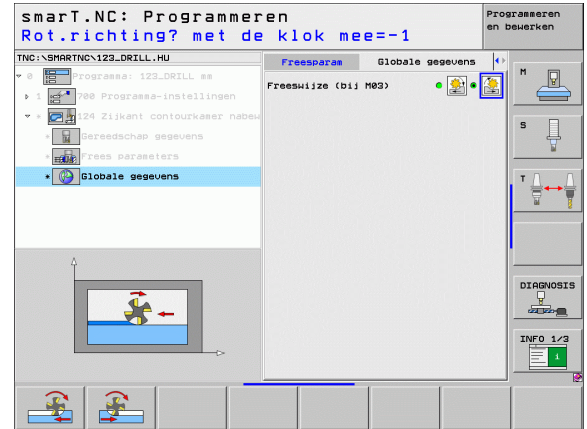 smarT.NC: Programmeren
Rot.richting? met de klok mee=-1
Programmeren
en bewerken
TNC:\SMARTNC\123_DRILL.HU
0 Programma: 123_DRILL mm
1 700 Programma-instellingen
* 124 Zijkant contourkamer nabew
* Gereedschap gegevens
* Frees parameters
* Globale gegevens
Freesparam
Globale gegevens
Freeswijze (bij M03)
M
S
T
DIAGNOSIS
INFO 1/3